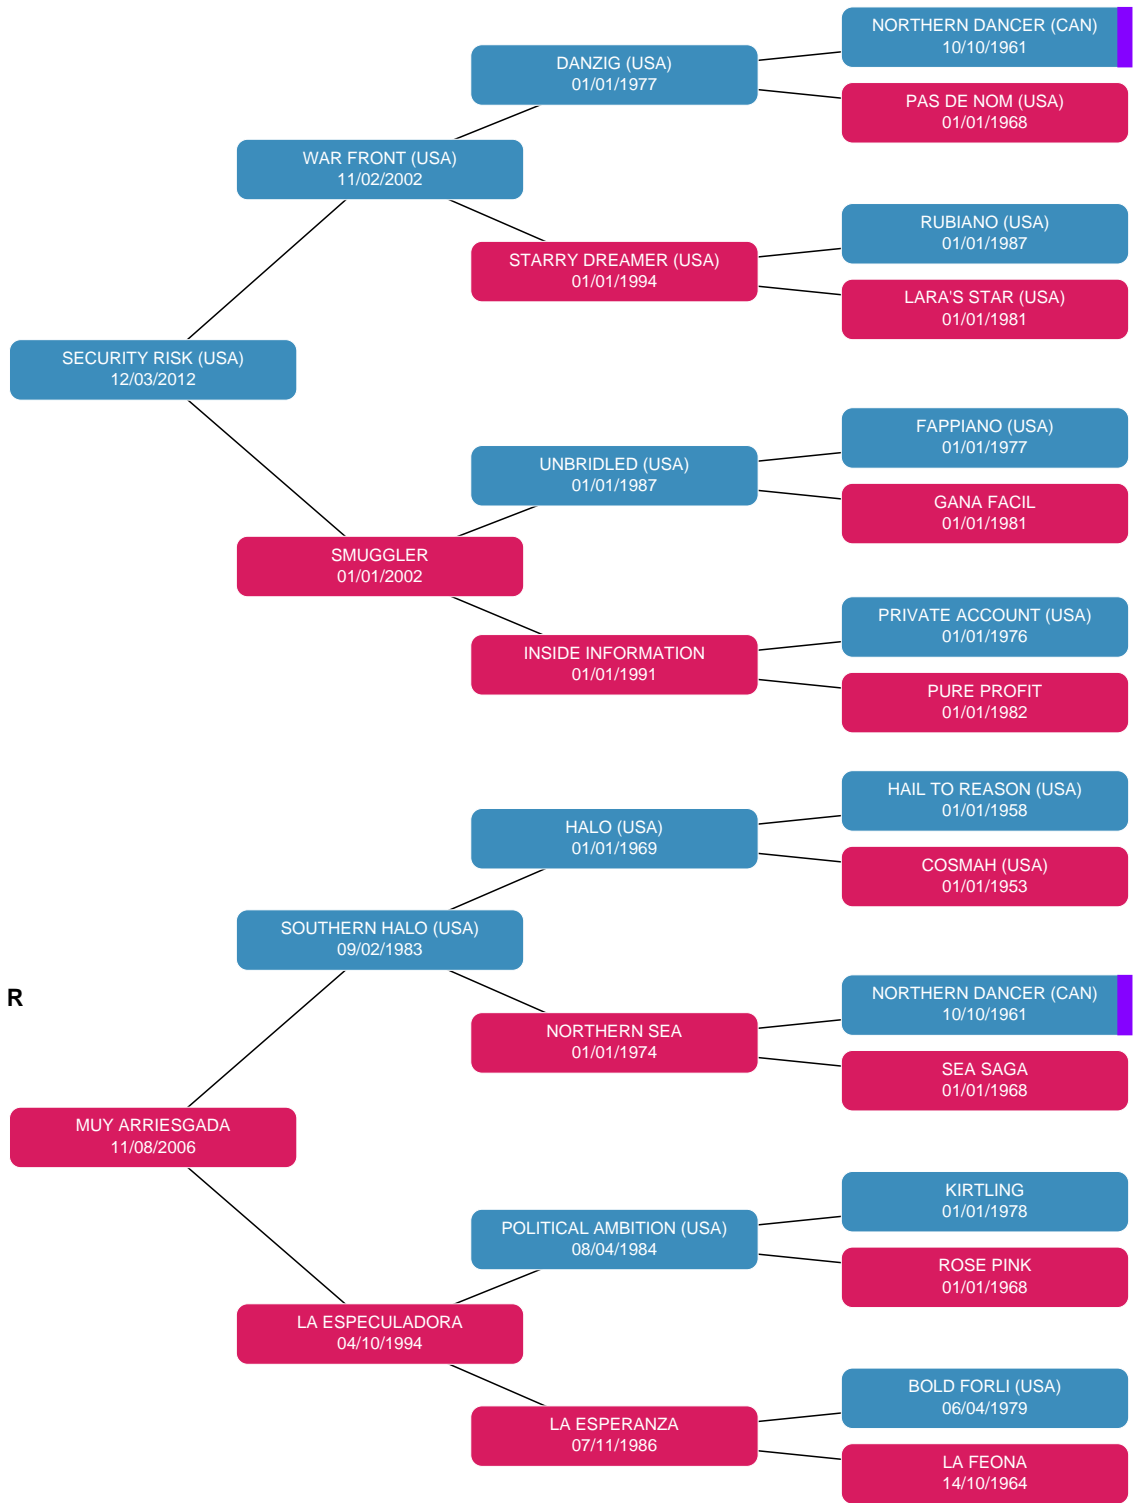 NORTHERN DANCER (CAN)
10/10/1961
DANZIG (USA)
01/01/1977
PAS DE NOM (USA)
01/01/1968
WAR FRONT (USA)
11/02/2002
RUBIANO (USA)
01/01/1987
STARRY DREAMER (USA)
01/01/1994
LARA'S STAR (USA)
01/01/1981
SECURITY RISK (USA)
12/03/2012
FAPPIANO (USA)
01/01/1977
UNBRIDLED (USA)
01/01/1987
GANA FACIL
01/01/1981
SMUGGLER
01/01/2002
PRIVATE ACCOUNT (USA)
01/01/1976
INSIDE INFORMATION
01/01/1991
PURE PROFIT
01/01/1982
HAIL TO REASON (USA)
01/01/1958
HALO (USA)
01/01/1969
COSMAH (USA)
01/01/1953
SOUTHERN HALO (USA)
09/02/1983
R
NORTHERN DANCER (CAN)
10/10/1961
NORTHERN SEA
01/01/1974
SEA SAGA
01/01/1968
MUY ARRIESGADA
11/08/2006
KIRTLING
01/01/1978
POLITICAL AMBITION (USA)
08/04/1984
ROSE PINK
01/01/1968
LA ESPECULADORA
04/10/1994
BOLD FORLI (USA)
06/04/1979
LA ESPERANZA
07/11/1986
LA FEONA
14/10/1964